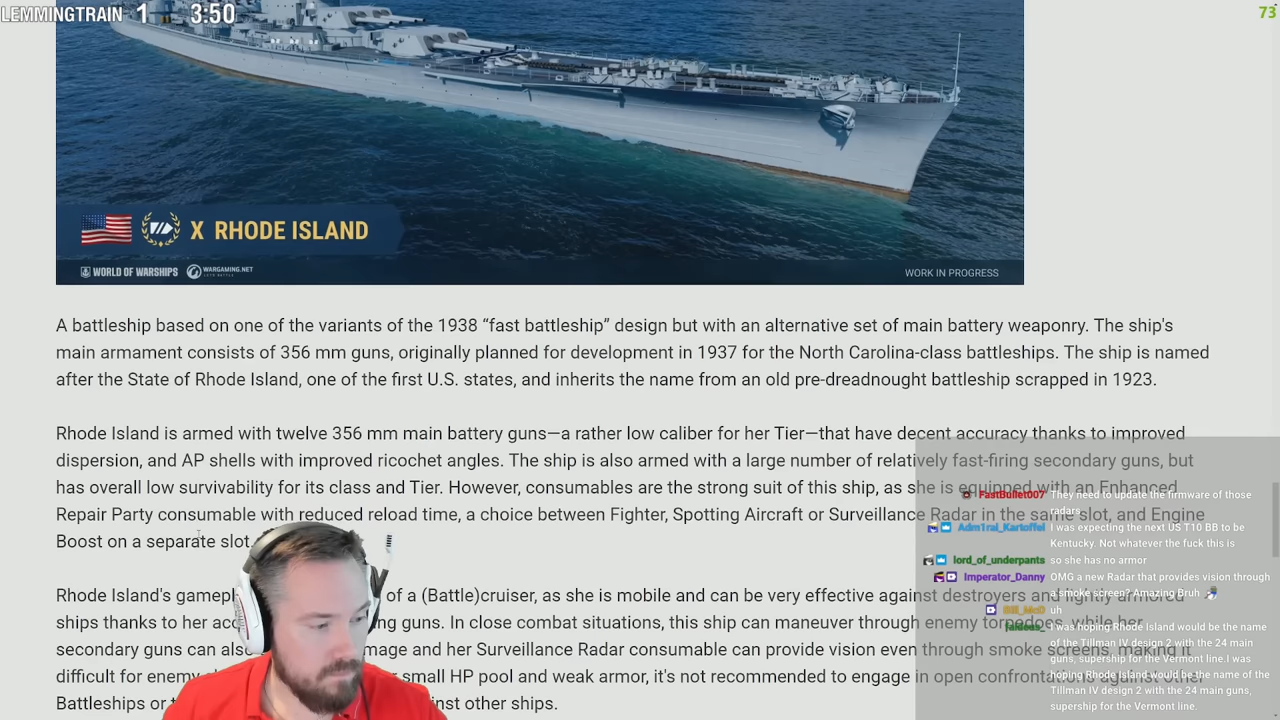 LEMMINGTRAIN 1 3:50
73
X RHODE ISLAND
WORLD OF WARSHIPS WARGAMING.NET
WORK IN PROGRESS
A battleship based on one of the variants of the 1938 “fast battleship” design but with an alternative set of main battery weaponry. The ship's
main armament consists of 356 mm guns, originally planned for development in 1937 for the North Carolina-class battleships. The ship is named
after the State of Rhode Island, one of the first U.S. states, and inherits the name from an old pre-dreadnought battleship scrapped in 1923.
Rhode Island is armed with twelve 356 mm main battery guns—a rather low caliber for her Tier—that have decent accuracy thanks to improved
dispersion, and AP shells with improved ricochet angles. The ship is also armed with a large number of relatively fast-firing secondary guns, but
has overall low survivability for its class and Tier. However, consumables are the strong suit of this ship, as she is equipped with an Enhanced
Repair Party consumable with reduced reload time, a choice between Fighter, Spotting Aircraft or Surveillance Radar in the same slot, and Engine
Boost on a separate slot
Rhode Island's gamepl of a (Battle)cruiser, as she is mobile and can be very effective against destroyers and lightly armored
ships thanks to her acc ng guns. In close combat situations, this ship can maneuver through enemy torpedoes, while her
secondary guns can also mage and her Surveillance Radar consumable can provide vision even through smoke screens, making it
difficult for enemy small HP pool and weak armor, it's not recommended to engage in open confrontations against other
Battleships or t inst other ships.
FastBullet007 They need to update the firmware of those
radars
Adm1ral_Kartoffel I was expecting the next US T10 BB to be
Kentucky. Not whatever the fuck this is
lord_of_underpants so she has no armor
Imperator_Danny OMG a new Radar that provides vision through
a smoke screen? Amazing Bruh
Bill_McD uh
I was hoping Rhode Island would be the name
of the Tillman IV design 2 with the 24 main
guns, supership for the Vermont line.I was
hoping Rhode Island would be the name of the
Tillman IV design 2 with the 24 main guns,
supership for the Vermont line.